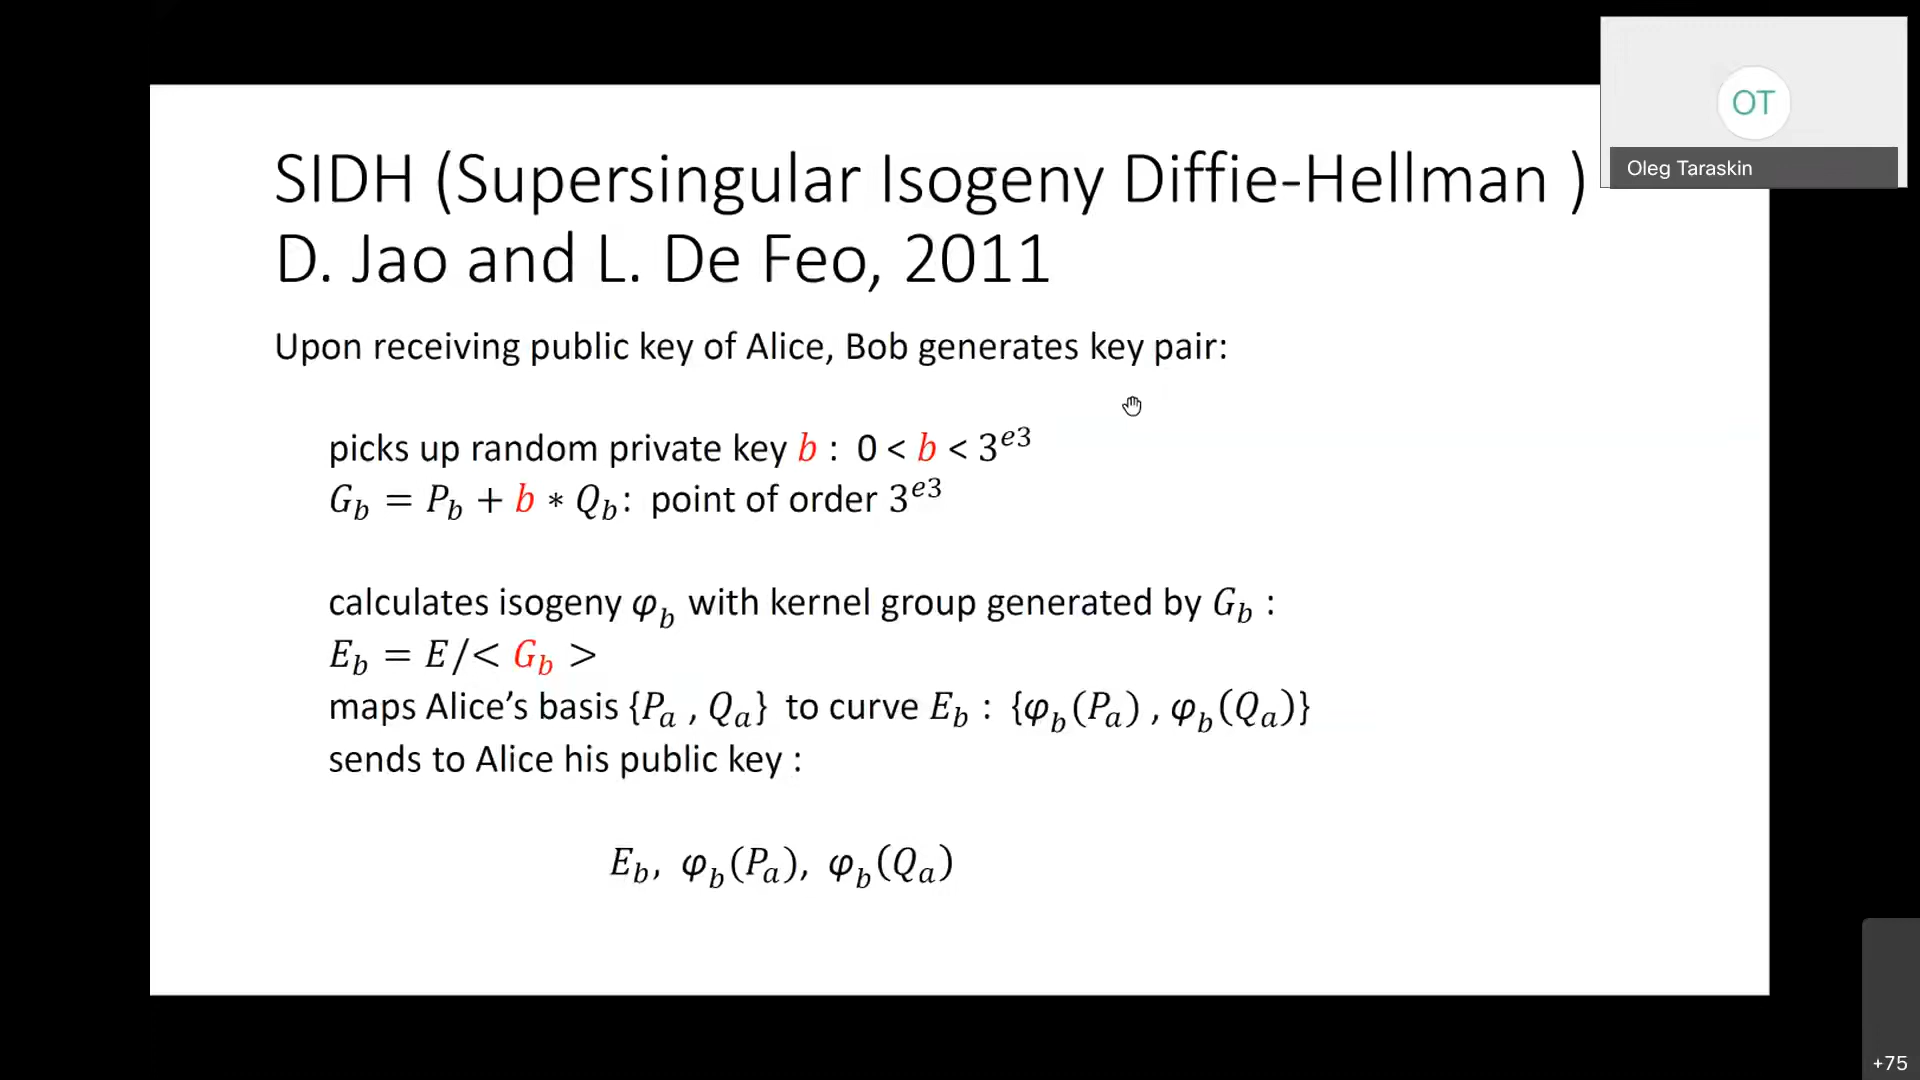 OT
Oleg Taraskin
SIDH (Supersingular Isogeny Diffie-Hellman )
D. Jao and L. De Feo, 2011
Upon receiving public key of Alice, Bob generates key pair:
picks up random private key b : 0 < b < 3^{e3}
G_b = P_b + b * Q_b: point of order 3^{e3}
calculates isogeny φ_b with kernel group generated by G_b :
E_b = E/< G_b >
maps Alice’s basis {P_a , Q_a} to curve E_b : {φ_b(P_a) , φ_b(Q_a)}
sends to Alice his public key :
E_b, φ_b(P_a), φ_b(Q_a)
+75